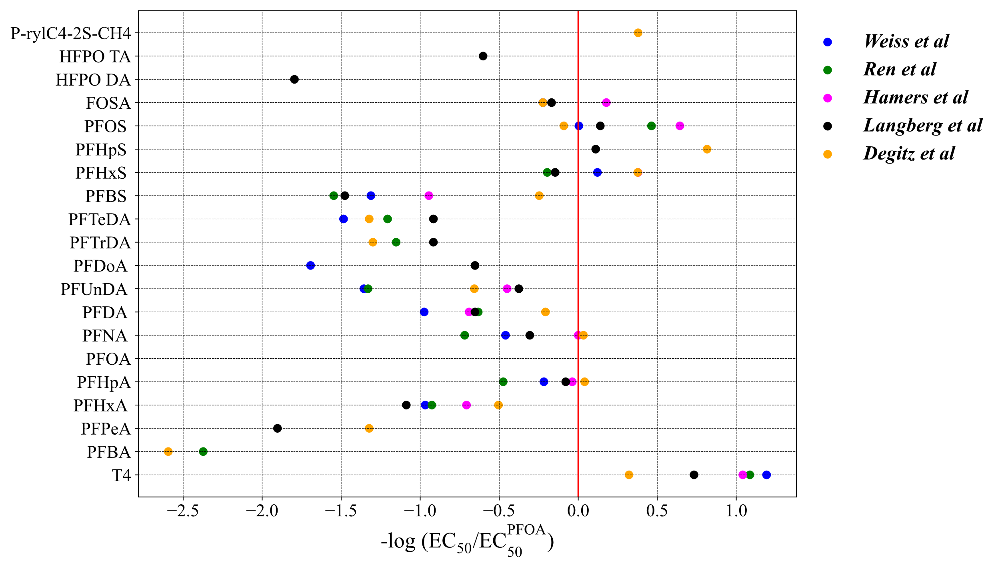 P-rylC4-2S-CH4
HFPO TA
HFPO DA
FOSA
PFOS
PFHpS
PFHxS
PFBS
PFTeDA
PFTrDA
PFDoA
PFUnDA
PFDA
PFNA
PFOA
PFHpA
PFHxA
PFPeA
PFBA
T4
−2.5 −2.0 −1.5 −1.0 −0.5 0.0 0.5 1.0
-log (EC50/EC50PFOA)
Weiss et al
Ren et al
Hamers et al
Langberg et al
Degitz et al